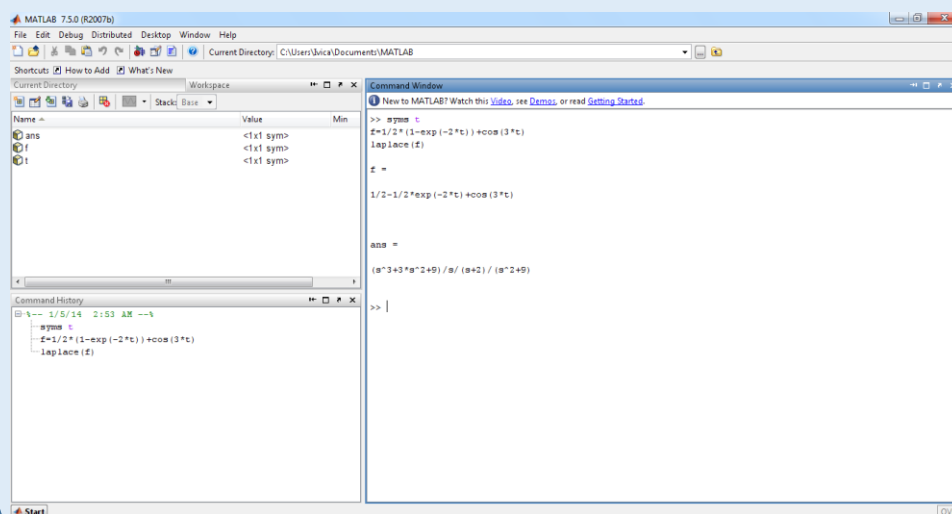 MATLAB 7.5.0 (R2007b)
File Edit Debug Distributed Desktop Window Help
Current Directory: C:\Users\Ivica\Documents\MATLAB
Shortcuts How to Add What's New
Current Directory Workspace
Stack: Base
Name Value Min
ans <1x1 sym>
f <1x1 sym>
t <1x1 sym>
Command History
%-- 1/5/14 2:53 AM --%
syms t
f=1/2*(1-exp(-2*t))+cos(3*t)
laplace(f)
Command Window
New to MATLAB? Watch this Video, see Demos, or read Getting Started.
>> syms t
f=1/2*(1-exp(-2*t))+cos(3*t)
laplace(f)
f =
1/2-1/2*exp(-2*t)+cos(3*t)
ans =
(s^3+3*s^2+9)/s/(s+2)/(s^2+9)
>>
Start